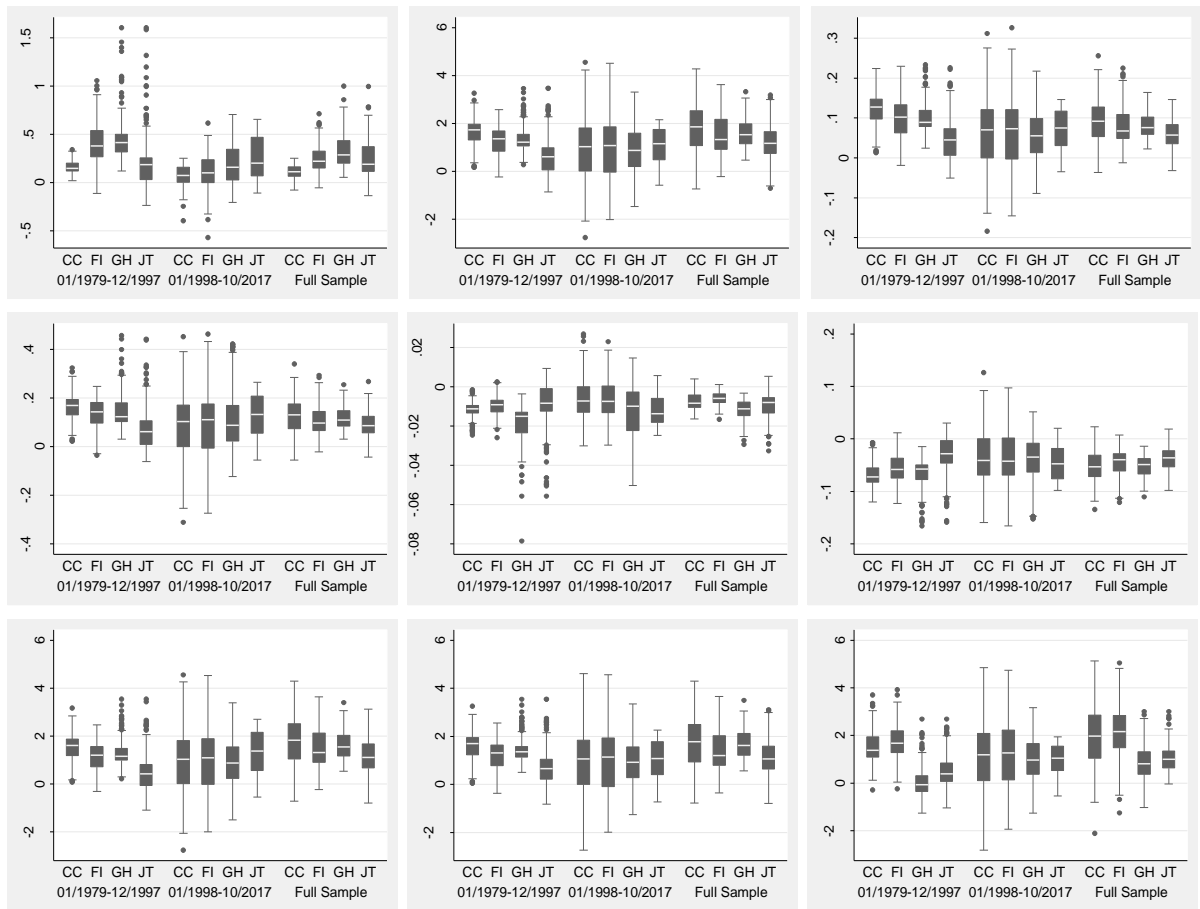 1.5
1
.5
0
-.5
CC FI GH JT CC FI GH JT CC FI GH JT
01/1979-12/1997 01/1998-10/2017 Full Sample
6
4
2
0
-2
CC FI GH JT CC FI GH JT CC FI GH JT
01/1979-12/1997 01/1998-10/2017 Full Sample
.3
.2
.1
0
-.1
-.2
CC FI GH JT CC FI GH JT CC FI GH JT
01/1979-12/1997 01/1998-10/2017 Full Sample
.4
.2
0
-.2
-.4
CC FI GH JT CC FI GH JT CC FI GH JT
01/1979-12/1997 01/1998-10/2017 Full Sample
.02
0
-.02
-.04
-.06
-.08
CC FI GH JT CC FI GH JT CC FI GH JT
01/1979-12/1997 01/1998-10/2017 Full Sample
.2
.1
0
-.1
-.2
CC FI GH JT CC FI GH JT CC FI GH JT
01/1979-12/1997 01/1998-10/2017 Full Sample
6
4
2
0
-2
CC FI GH JT CC FI GH JT CC FI GH JT
01/1979-12/1997 01/1998-10/2017 Full Sample
6
4
2
0
-2
CC FI GH JT CC FI GH JT CC FI GH JT
01/1979-12/1997 01/1998-10/2017 Full Sample
6
4
2
0
-2
CC FI GH JT CC FI GH JT CC FI GH JT
01/1979-12/1997 01/1998-10/2017 Full Sample